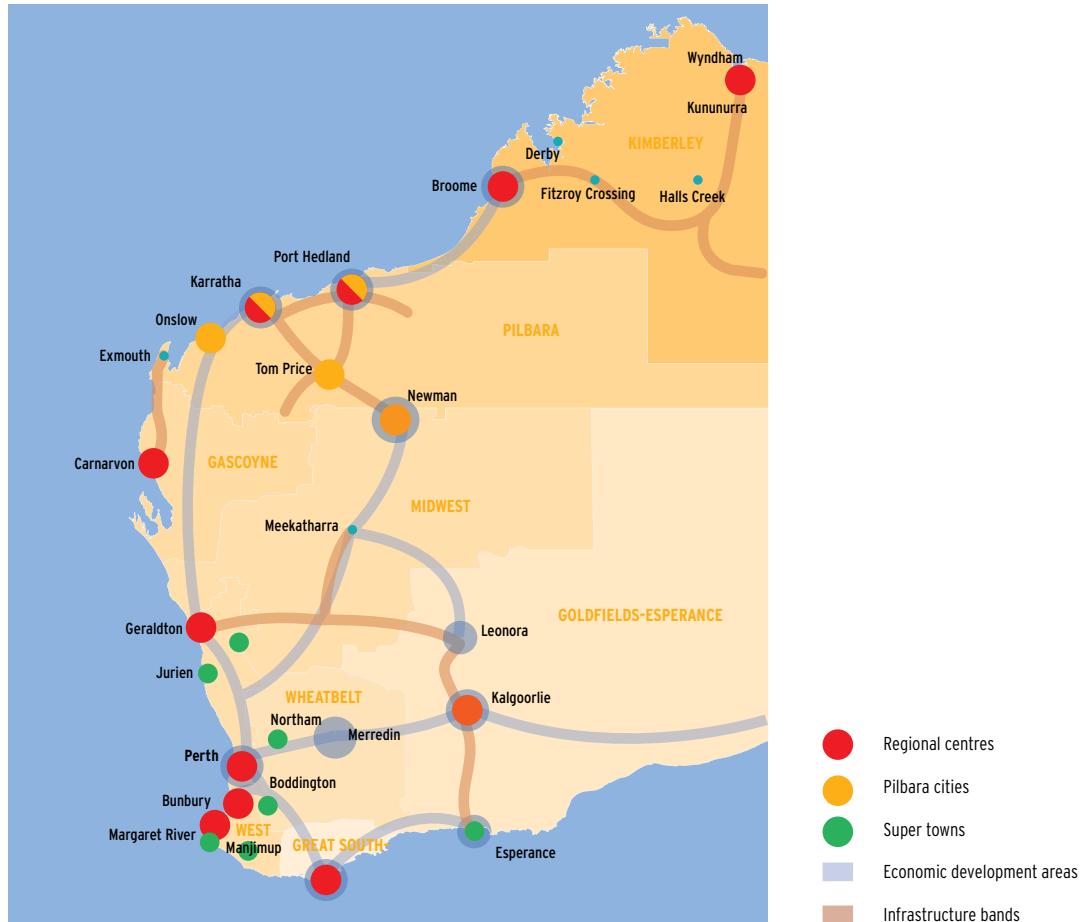 Wyndham
Kununurra
KIMBERLEY
Derby
Broome
Fitzroy Crossing
Halls Creek
Port Hedland
Karratha
Onslow
PILBARA
Exmouth
Tom Price
Newman
Carnarvon
GASCOYNE
MIDWEST
Meekatharra
GOLDFIELDS-ESPERANCE
Geraldton
Leonora
Jurien
WHEATBELT
Kalgoorlie
Northam
Merredin
Perth
Boddington
Bunbury
Margaret River
WEST
Manjimup
GREAT SOUTH-
Esperance
Regional centres
Pilbara cities
Super towns
Economic development areas
Infrastructure bands